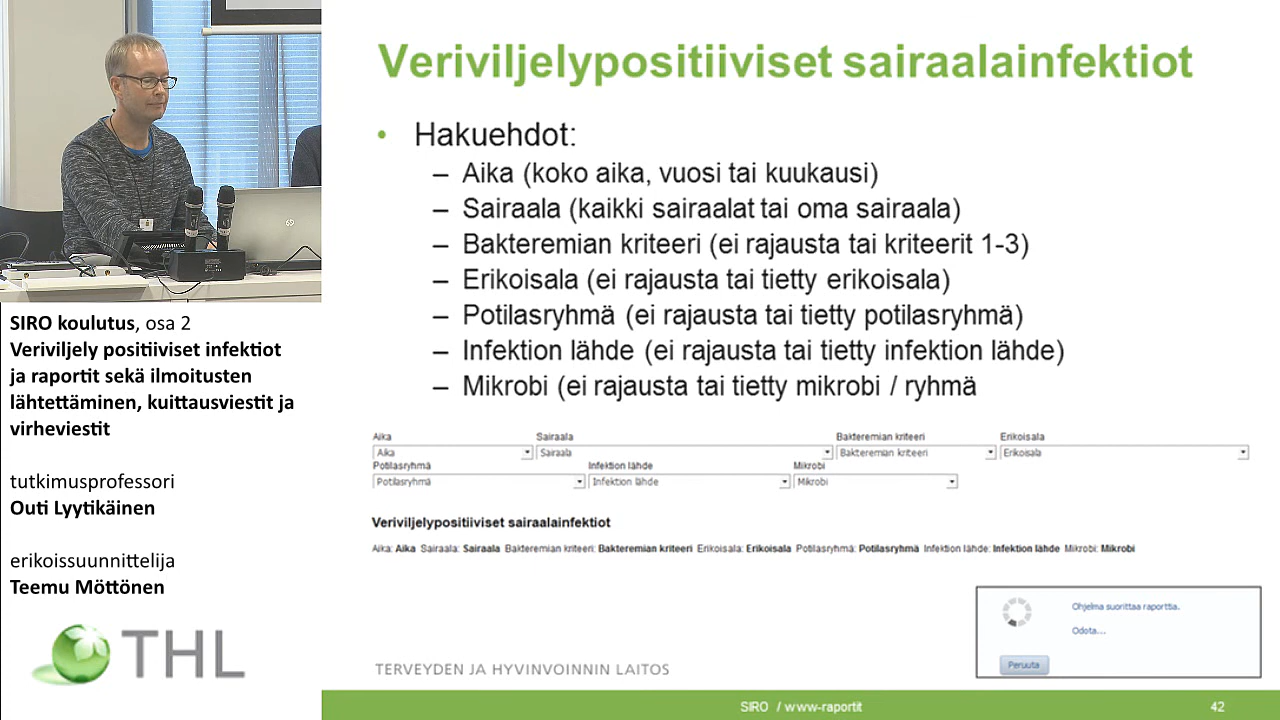 SIRO koulutus, osa 2
Veriviljely positiiviset infektiot
ja raportit sekä ilmoitusten
lähtettäminen, kuittausviestit ja
virheviestit
tutkimusprofessori
Outi Lyytikäinen
erikoissuunnittelija
Teemu Möttönen
THL
Veriviljelypositiiviset sairaalainfektiot
• Hakuehdot:
– Aika (koko aika, vuosi tai kuukausi)
– Sairaala (kaikki sairaalat tai oma sairaala)
– Bakteremian kriteeri (ei rajausta tai kriteerit 1-3)
– Erikoisala (ei rajausta tai tietty erikoisala)
– Potilasryhmä (ei rajausta tai tietty potilasryhmä)
– Infektion lähde (ei rajausta tai tietty infektion lähde)
– Mikrobi (ei rajausta tai tietty mikrobi / ryhmä
Aika Sairaala Bakteremian kriteeri Erikoisala
Aika Sairaala Bakteremian kriteeri Erikoisala
Potilasryhmä Infektion lähde Mikrobi
Potilasryhmä Infektion lähde Mikrobi
Veriviljelypositiiviset sairaalainfektiot
Aika: Aika Sairaala: Sairaala Bakteremian kriteeri: Bakteremian kriteeri Erikoisala: Erikoisala Potilasryhmä: Potilasryhmä Infektion lähde: Infektion lähde Mikrobi: Mikrobi
Ohjelma suorittaa raporttia.
Odota...
Peruuta
TERVEYDEN JA HYVINVOINNIN LAITOS
SIRO / www-raportit 42